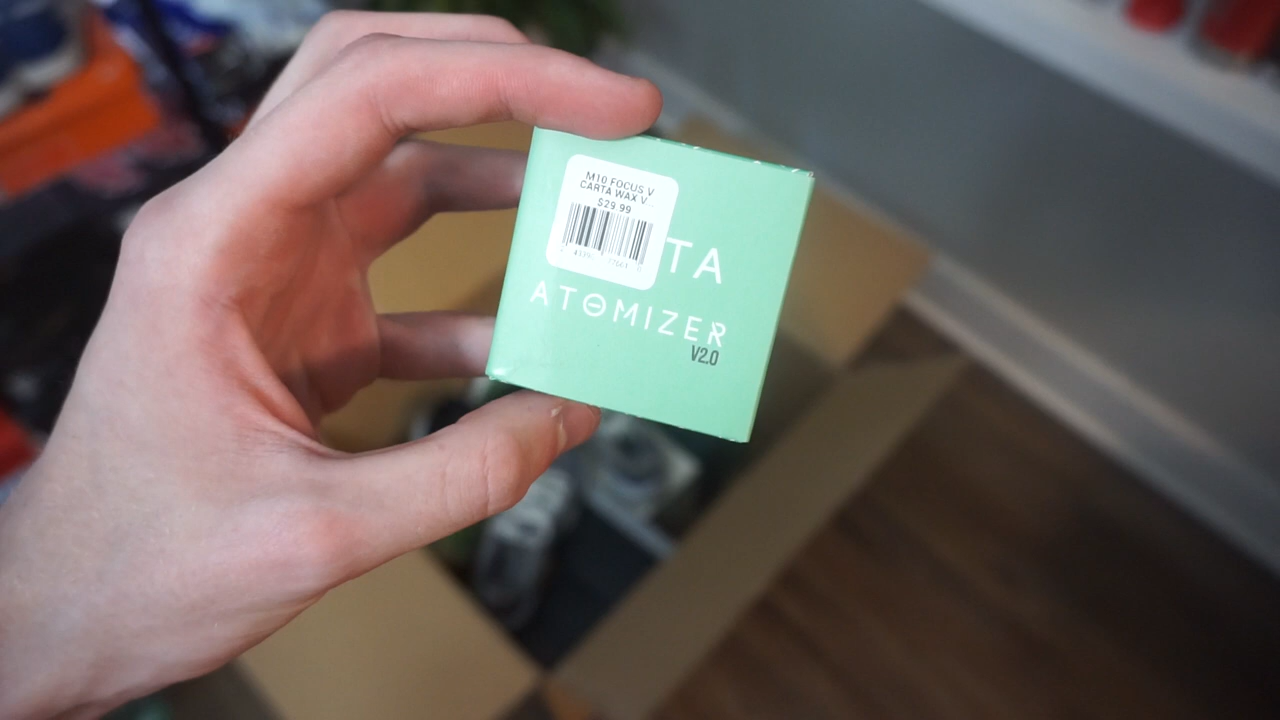 M10 FOCUS V
CARTA WAX V...
$29.99
TA
ATOMIZER
V2.0